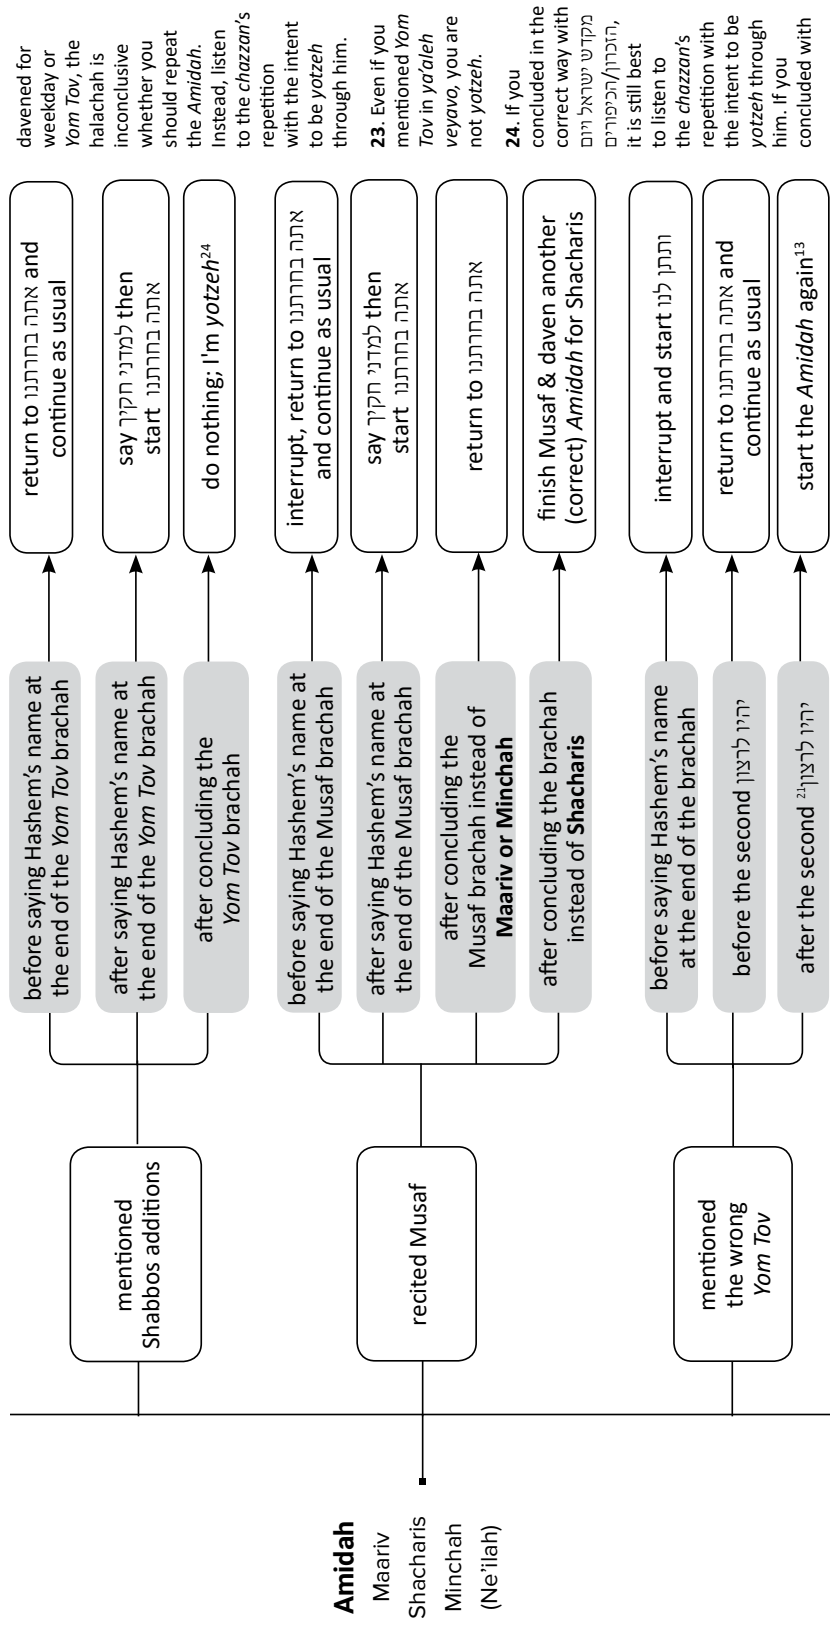 Amidah
Maariv
Shacharis
Minchah
(Ne'ilah)
mentioned
Shabbos additions
before saying Hashem's name at
the end of the Yom Tov brachah
return to אתה בחרתנו and
continue as usual
after saying Hashem's name at
the end of the Yom Tov brachah
say למדני חקיך then
start אתה בחרתנו
after concluding the
Yom Tov brachah
do nothing; I'm yotzeh24
recited Musaf
before saying Hashem's name at
the end of the Musaf brachah
interrupt, return to אתה בחרתנו
and continue as usual
after saying Hashem's name at
the end of the Musaf brachah
say למדני חקיך then
start אתה בחרתנו
after concluding the
Musaf brachah instead of
Maariv or Minchah
return to אתה בחרתנו
after concluding the brachah
instead of Shacharis
finish Musaf & daven another
(correct) Amidah for Shacharis
mentioned
the wrong
Yom Tov
before saying Hashem's name
at the end of the brachah
interrupt and start ותתן לנו
before the second יהיו לרצון
return to אתה בחרתנו and
continue as usual
after the second יהיו לרצון21
start the Amidah again13
davened for
weekday or
Yom Tov, the
halachah is
inconclusive
whether you
should repeat
the Amidah.
Instead, listen
to the chazzan's
repetition
with the intent
to be yotzeh
through him.
23. Even if you
mentioned Yom
Tov in ya'aleh
veyavo, you are
not yotzeh.
24. If you
concluded in the
correct way with
מקדש ישראל ויום
הזכרון/הכיפורים,
it is still best
to listen to
the chazzan's
repetition with
the intent to be
yotzeh through
him. If you
concluded with